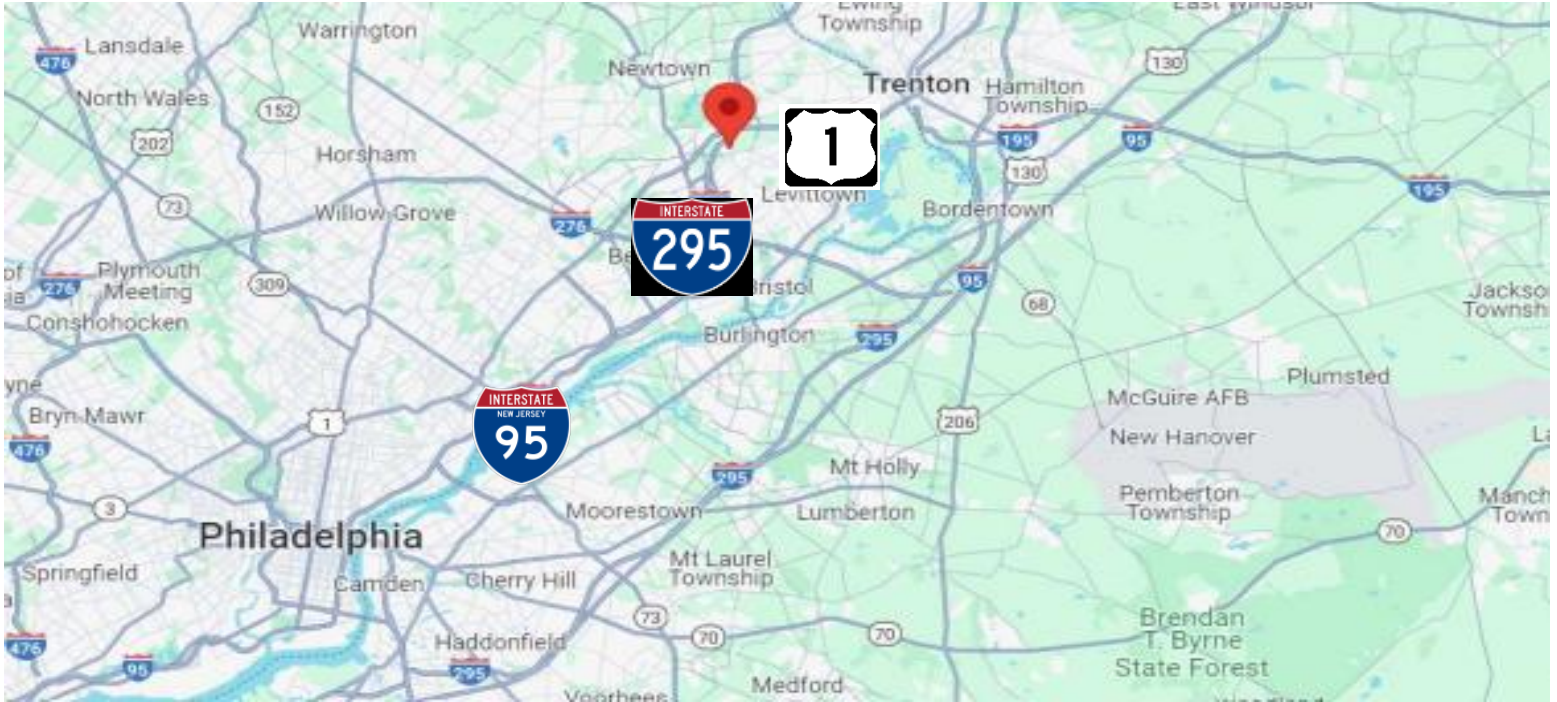 Ewing
Township
East Windsor
Warrington
Lansdale
476
Newtown
130
Trenton
Hamilton
Township
North Wales
152
202
1
195
95
Horsham
130
195
Levittown
73
Willow Grove
276
Bordentown
INTERSTATE
295
Plymouth
Meeting
276
309
Bristol
95
68
Township
Conshohocken
Burlington
295
Plumsted
McGuire AFB
Bryn Mawr
1
INTERSTATE
NEW JERSEY
95
206
New Hanover
476
295
Mt Holly
3
Moorestown
Lumberton
Pemberton
Township
70
Philadelphia
Springfield
Camden
Cherry Hill
Mt Laurel
Township
73
70
70
Brendan
T. Byrne
State Forest
476
95
Haddonfield
295
Voorhees
Medford